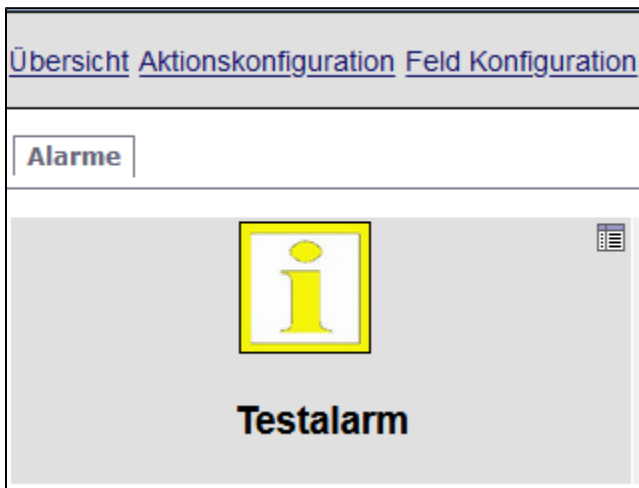 Übersicht Aktionskonfiguration Feld Konfiguration
Alarme
i
Testalarm